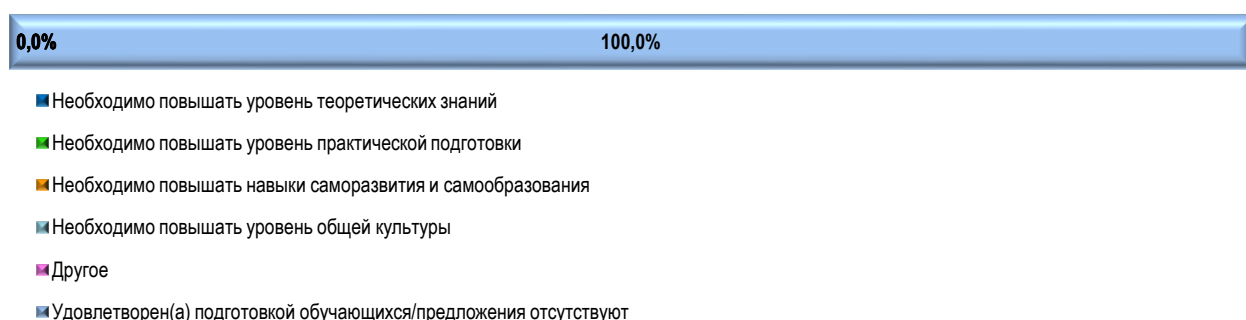 0,0% 100,0%
Необходимо повышать уровень теоретических знаний
Необходимо повышать уровень практической подготовки
Необходимо повышать навыки саморазвития и самообразования
Необходимо повышать уровень общей культуры
Другое
Удовлетворен(а) подготовкой обучающихся/предложения отсутствуют